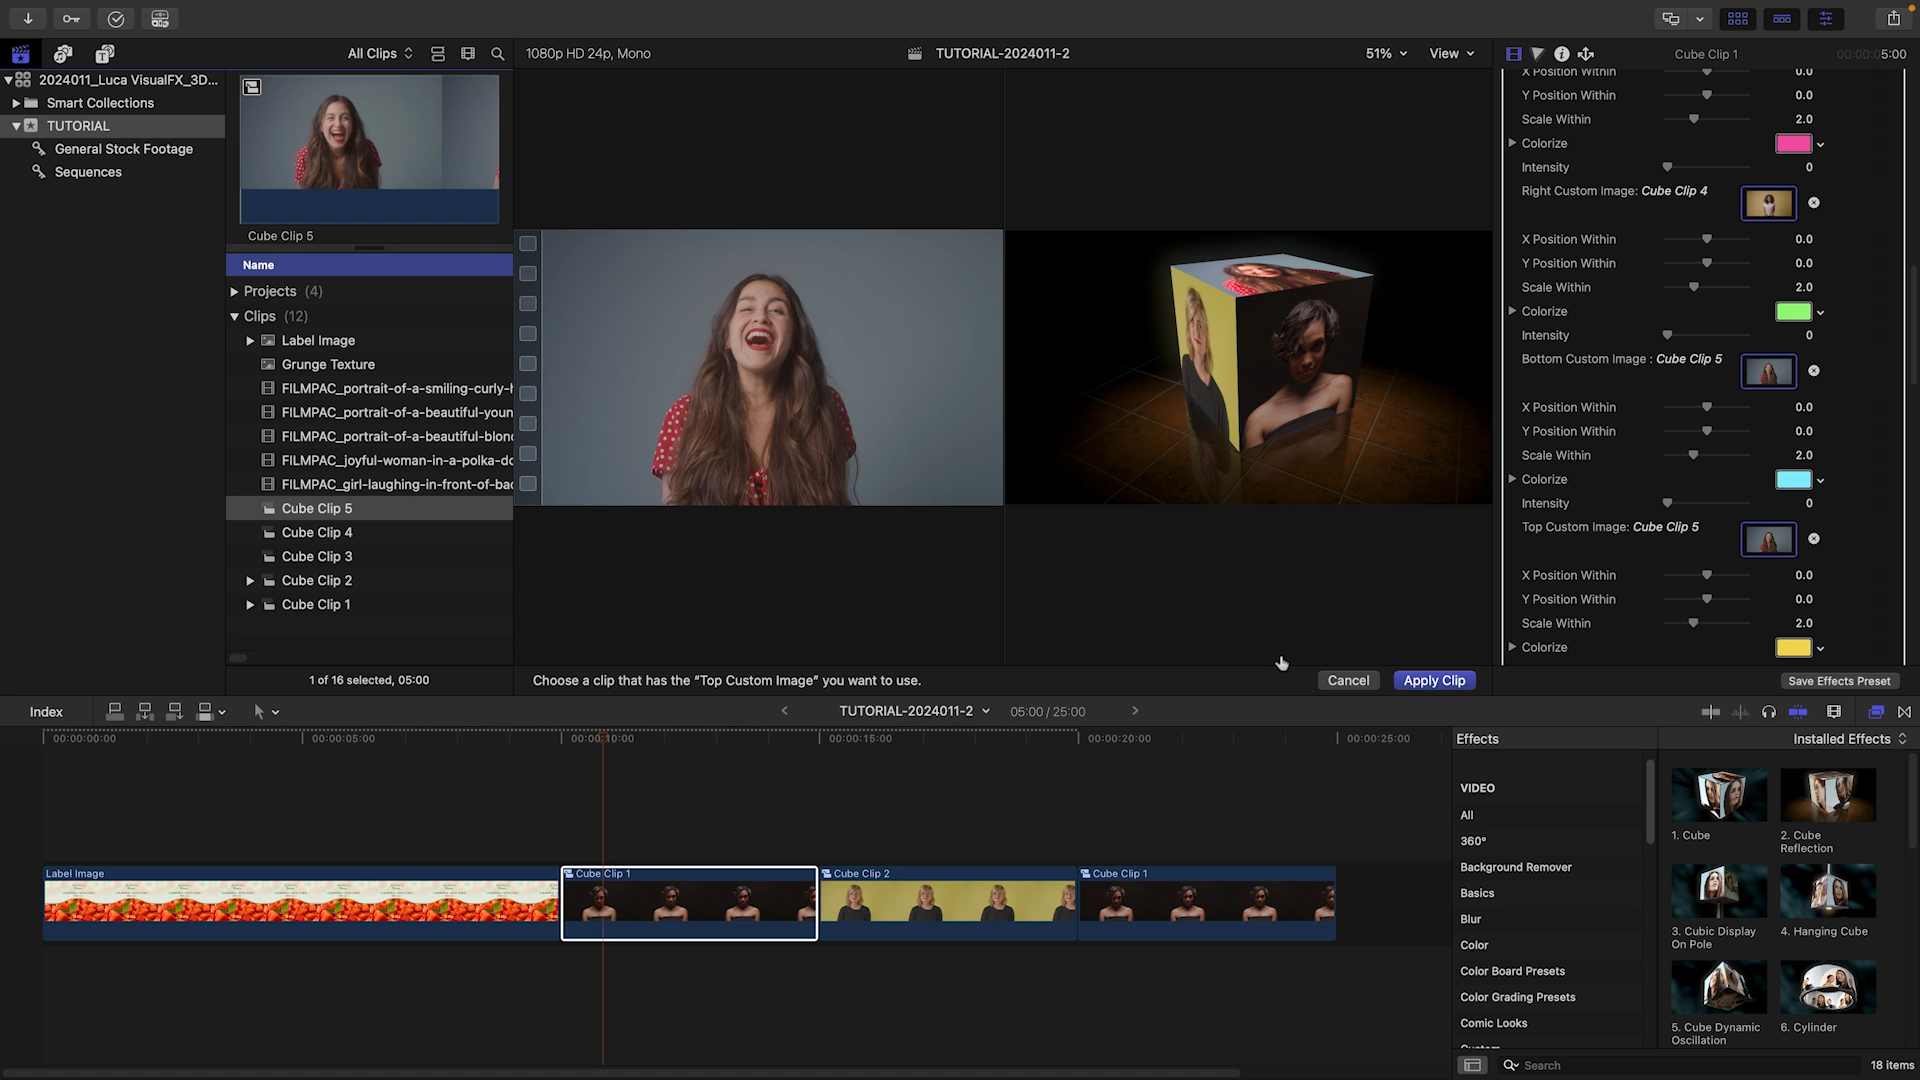 All Clips
1080p HD 24p, Mono
TUTORIAL-2024011-2
51%
View
Cube Clip 1
00:00:05:00
2024011_Luca VisualFX_3D...
Smart Collections
TUTORIAL
General Stock Footage
Sequences
Cube Clip 5
Name
Projects (4)
Clips (12)
Label Image
Grunge Texture
FILMPAC_portrait-of-a-smiling-curly-h
FILMPAC_portrait-of-a-beautiful-youn
FILMPAC_portrait-of-a-beautiful-blond
FILMPAC_joyful-woman-in-a-polka-do
FILMPAC_girl-laughing-in-front-of-bac
Cube Clip 5
Cube Clip 4
Cube Clip 3
Cube Clip 2
Cube Clip 1
1 of 16 selected, 05:00
Choose a clip that has the “Top Custom Image” you want to use.
Cancel
Apply Clip
X Position Within 0.0
Y Position Within 0.0
Scale Within 2.0
Colorize
Intensity 0
Right Custom Image: Cube Clip 4
X Position Within 0.0
Y Position Within 0.0
Scale Within 2.0
Colorize
Intensity 0
Bottom Custom Image : Cube Clip 5
X Position Within 0.0
Y Position Within 0.0
Scale Within 2.0
Colorize
Intensity 0
Top Custom Image: Cube Clip 5
X Position Within 0.0
Y Position Within 0.0
Scale Within 2.0
Colorize
Save Effects Preset
Index
TUTORIAL-2024011-2
05:00 / 25:00
00:00:00:00
00:00:05:00
00:00:10:00
00:00:15:00
00:00:20:00
00:00:25:00
Label Image
Cube Clip 1
Cube Clip 2
Cube Clip 1
Effects
Installed Effects
VIDEO
All
360°
Background Remover
Basics
Blur
Color
Color Board Presets
Color Grading Presets
Comic Looks
1. Cube
2. Cube
Reflection
3. Cubic Display
On Pole
4. Hanging Cube
5. Cube Dynamic
Oscillation
6. Cylinder
Search
18 items